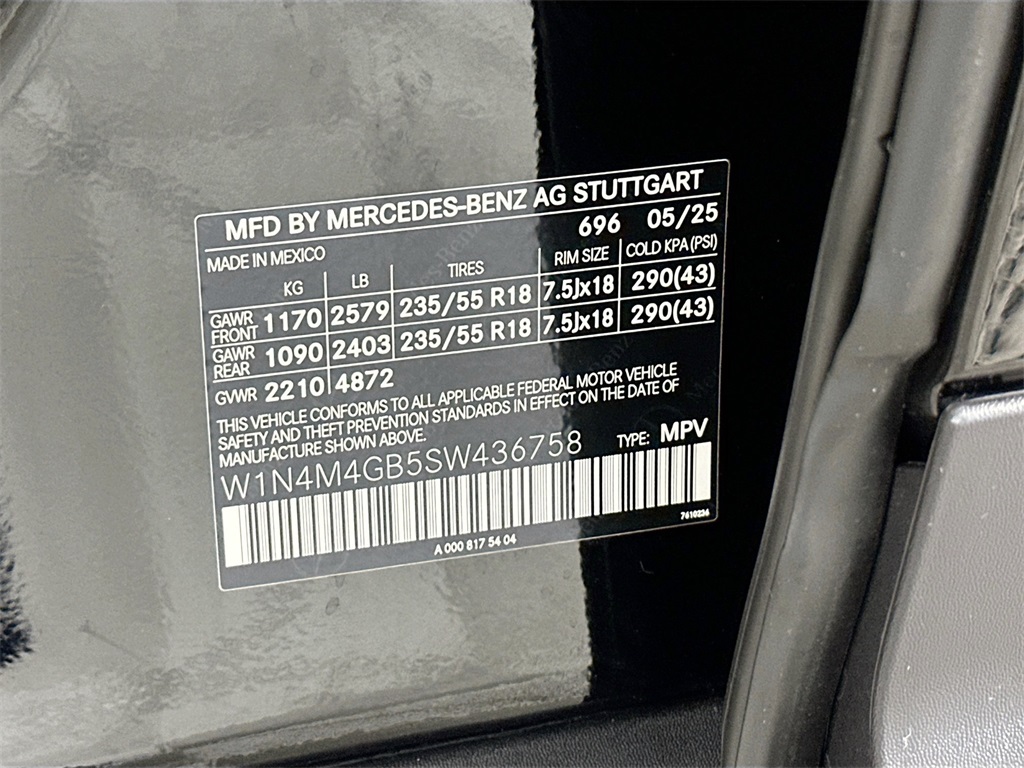 MFD BY MERCEDES-BENZ AG STUTTGART
696 05/25
MADE IN MEXICO
KG LB TIRES RIM SIZE COLD KPA (PSI)
GAWR FRONT 1170 2579 235/55 R18 7.5Jx18 290(43)
GAWR REAR 1090 2403 235/55 R18 7.5Jx18 290(43)
GVWR 2210 4872
THIS VEHICLE CONFORMS TO ALL APPLICABLE FEDERAL MOTOR VEHICLE
SAFETY AND THEFT PREVENTION STANDARDS IN EFFECT ON THE DATE OF
MANUFACTURE SHOWN ABOVE.
W1N4M4GB5SW436758 TYPE: MPV
7610236
A 000 817 54 04